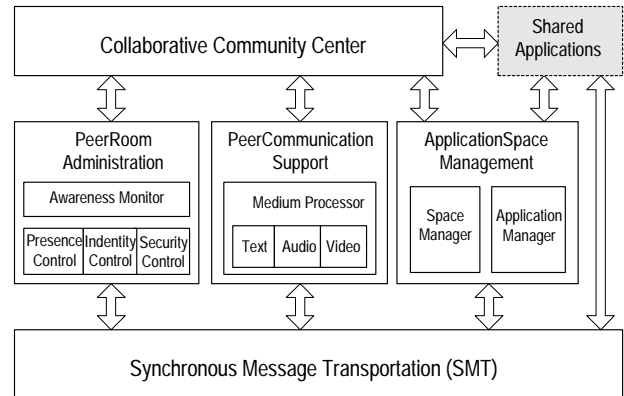 Collaborative Community Center
Shared
Applications
PeerRoom
Administration
Awareness Monitor
Presence
Control
Indentity
Control
Security
Control
PeerCommunication
Support
Medium Processor
Text
Audio
Video
ApplicationSpace
Management
Space
Manager
Application
Manager
Synchronous Message Transportation (SMT)